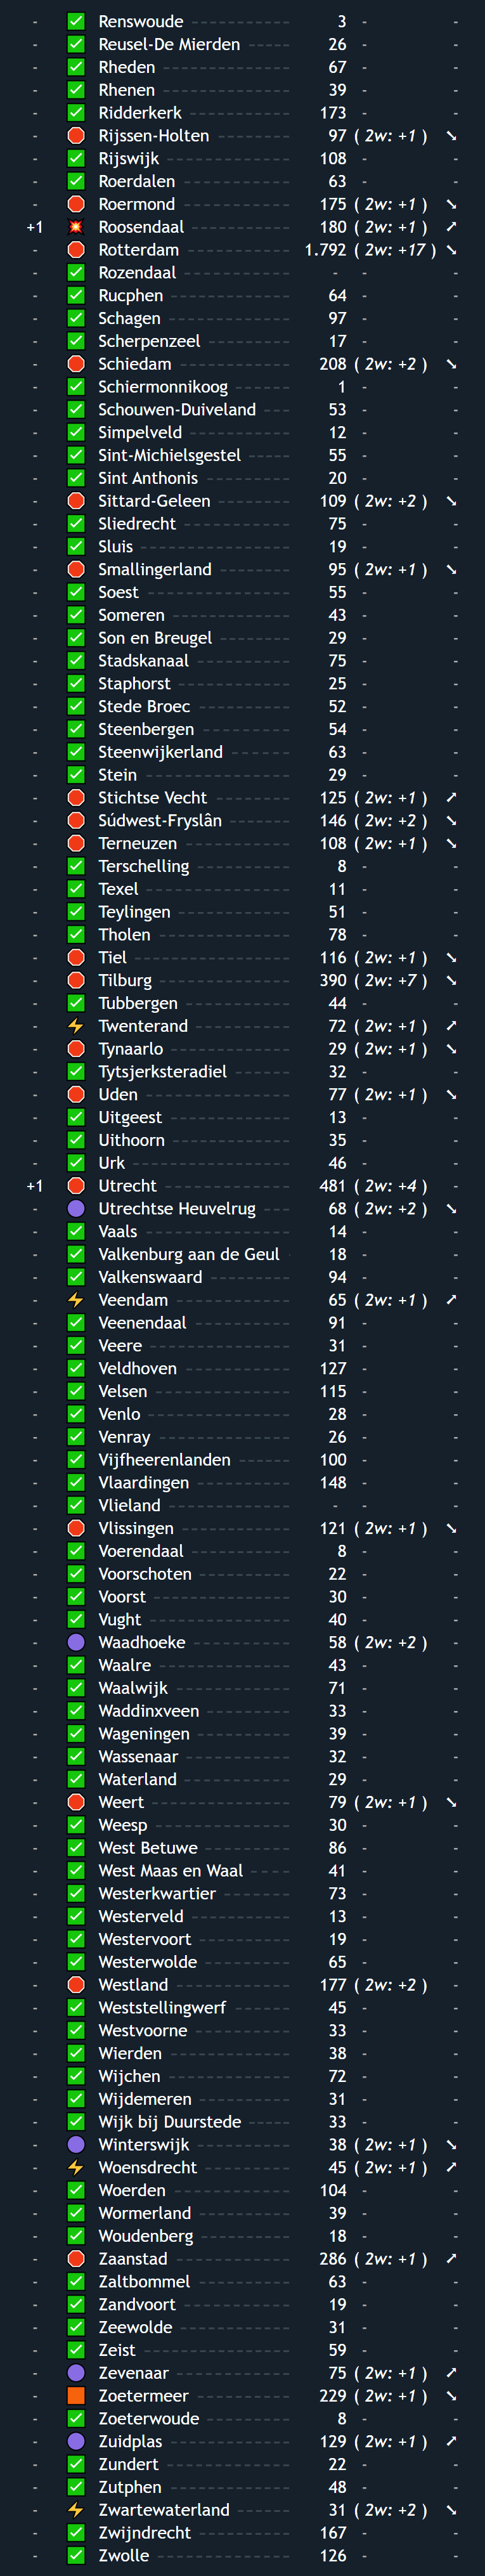 - ✅ Renswoude ------------ 3 - -
- ✅ Reusel-De Mierden ------------ 26 - -
- ✅ Rheden ------------ 67 - -
- ✅ Rhenen ------------ 39 - -
- ✅ Ridderkerk ------------ 173 - -
- 🛑 Rijssen-Holten ------------ 97 ( 2w: +1 ) ➘
- ✅ Rijswijk ------------ 108 - -
- ✅ Roerdalen ------------ 63 - -
- 🛑 Roermond ------------ 175 ( 2w: +1 ) ➘
+1 💥 Roosendaal ------------ 180 ( 2w: +1 ) ➚
- 🛑 Rotterdam ------------ 1.792 ( 2w: +17 ) ➘
- ✅ Rozendaal ------------ - - -
- ✅ Rucphen ------------ 64 - -
- ✅ Schagen ------------ 97 - -
- ✅ Scherpenzeel ------------ 17 - -
- 🛑 Schiedam ------------ 208 ( 2w: +2 ) ➘
- ✅ Schiermonnikoog ------------ 1 - -
- ✅ Schouwen-Duiveland ------------ 53 - -
- ✅ Simpelveld ------------ 12 - -
- ✅ Sint-Michielsgestel ------------ 55 - -
- ✅ Sint Anthonis ------------ 20 - -
- 🛑 Sittard-Geleen ------------ 109 ( 2w: +2 ) ➘
- ✅ Sliedrecht ------------ 75 - -
- ✅ Sluis ------------ 19 - -
- 🛑 Smallingerland ------------ 95 ( 2w: +1 ) ➘
- ✅ Soest ------------ 55 - -
- ✅ Someren ------------ 43 - -
- ✅ Son en Breugel ------------ 29 - -
- ✅ Stadskanaal ------------ 75 - -
- ✅ Staphorst ------------ 25 - -
- ✅ Stede Broec ------------ 52 - -
- ✅ Steenbergen ------------ 54 - -
- ✅ Steenwijkerland ------------ 63 - -
- ✅ Stein ------------ 29 - -
- 🛑 Stichtse Vecht ------------ 125 ( 2w: +1 ) ➚
- 🛑 Súdwest-Fryslân ------------ 146 ( 2w: +2 ) ➘
- 🛑 Terneuzen ------------ 108 ( 2w: +1 ) ➘
- ✅ Terschelling ------------ 8 - -
- ✅ Texel ------------ 11 - -
- ✅ Teylingen ------------ 51 - -
- ✅ Tholen ------------ 78 - -
- 🛑 Tiel ------------ 116 ( 2w: +1 ) ➘
- 🛑 Tilburg ------------ 390 ( 2w: +7 ) ➘
- ✅ Tubbergen ------------ 44 - -
- ⚡ Twenterand ------------ 72 ( 2w: +1 ) ➚
- 🛑 Tynaarlo ------------ 29 ( 2w: +1 ) ➘
- ✅ Tytsjerksteradiel ------------ 32 - -
- 🛑 Uden ------------ 77 ( 2w: +1 ) ➘
- ✅ Uitgeest ------------ 13 - -
- ✅ Uithoorn ------------ 35 - -
- ✅ Urk ------------ 46 - -
+1 🛑 Utrecht ------------ 481 ( 2w: +4 ) -
- 🟣 Utrechtse Heuvelrug ------------ 68 ( 2w: +2 ) ➘
- ✅ Vaals ------------ 14 - -
- ✅ Valkenburg aan de Geul - 18 - -
- ✅ Valkenswaard ------------ 94 - -
- ⚡ Veendam ------------ 65 ( 2w: +1 ) ➚
- ✅ Veenendaal ------------ 91 - -
- ✅ Veere ------------ 31 - -
- ✅ Veldhoven ------------ 127 - -
- ✅ Velsen ------------ 115 - -
- ✅ Venlo ------------ 28 - -
- ✅ Venray ------------ 26 - -
- ✅ Vijfheerenlanden ------------ 100 - -
- ✅ Vlaardingen ------------ 148 - -
- ✅ Vlieland ------------ - - -
- 🛑 Vlissingen ------------ 121 ( 2w: +1 ) ➘
- ✅ Voerendaal ------------ 8 - -
- ✅ Voorschoten ------------ 22 - -
- ✅ Voorst ------------ 30 - -
- ✅ Vught ------------ 40 - -
- 🟣 Waadhoeke ------------ 58 ( 2w: +2 ) -
- ✅ Waalre ------------ 43 - -
- ✅ Waalwijk ------------ 71 - -
- ✅ Waddinxveen ------------ 33 - -
- ✅ Wageningen ------------ 39 - -
- ✅ Wassenaar ------------ 32 - -
- ✅ Waterland ------------ 29 - -
- 🛑 Weert ------------ 79 ( 2w: +1 ) ➘
- ✅ Weesp ------------ 30 - -
- ✅ West Betuwe ------------ 86 - -
- ✅ West Maas en Waal ------------ 41 - -
- ✅ Westerkwartier ------------ 73 - -
- ✅ Westerveld ------------ 13 - -
- ✅ Westervoort ------------ 19 - -
- ✅ Westerwolde ------------ 65 - -
- 🛑 Westland ------------ 177 ( 2w: +2 ) -
- ✅ Weststellingwerf ------------ 45 - -
- ✅ Westvoorne ------------ 33 - -
- ✅ Wierden ------------ 38 - -
- ✅ Wijchen ------------ 72 - -
- ✅ Wijdemeren ------------ 31 - -
- ✅ Wijk bij Duurstede ------------ 33 - -
- 🟣 Winterswijk ------------ 38 ( 2w: +1 ) ➘
- ⚡ Woensdrecht ------------ 45 ( 2w: +1 ) ➚
- ✅ Woerden ------------ 104 - -
- ✅ Wormerland ------------ 39 - -
- ✅ Woudenberg ------------ 18 - -
- 🛑 Zaanstad ------------ 286 ( 2w: +1 ) ➚
- ✅ Zaltbommel ------------ 63 - -
- ✅ Zandvoort ------------ 19 - -
- ✅ Zeewolde ------------ 31 - -
- ✅ Zeist ------------ 59 - -
- 🟣 Zevenaar ------------ 75 ( 2w: +1 ) ➚
- 🟧 Zoetermeer ------------ 229 ( 2w: +1 ) ➘
- ✅ Zoeterwoude ------------ 8 - -
- 🟣 Zuidplas ------------ 129 ( 2w: +1 ) ➚
- ✅ Zundert ------------ 22 - -
- ✅ Zutphen ------------ 48 - -
- ⚡ Zwartewaterland ------------ 31 ( 2w: +2 ) ➘
- ✅ Zwijndrecht ------------ 167 - -
- ✅ Zwolle ------------ 126 - -